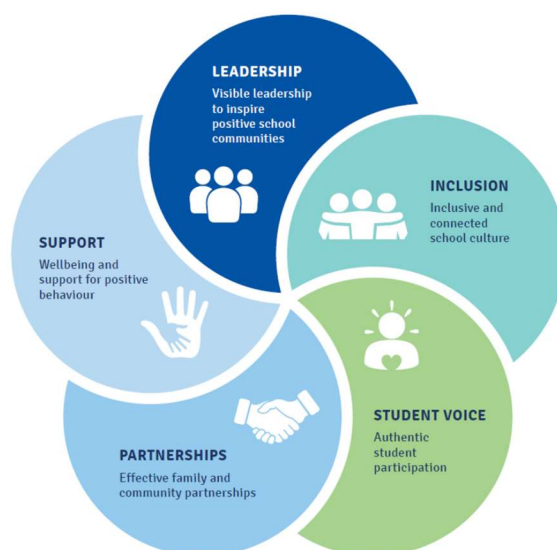 LEADERSHIP
Visible leadership
to inspire
positive school
communities
INCLUSION
Inclusive and
connected
school culture
STUDENT VOICE
Authentic
student
participation
PARTNERSHIPS
Effective family and
community partnerships
SUPPORT
Wellbeing and
support for positive
behaviour